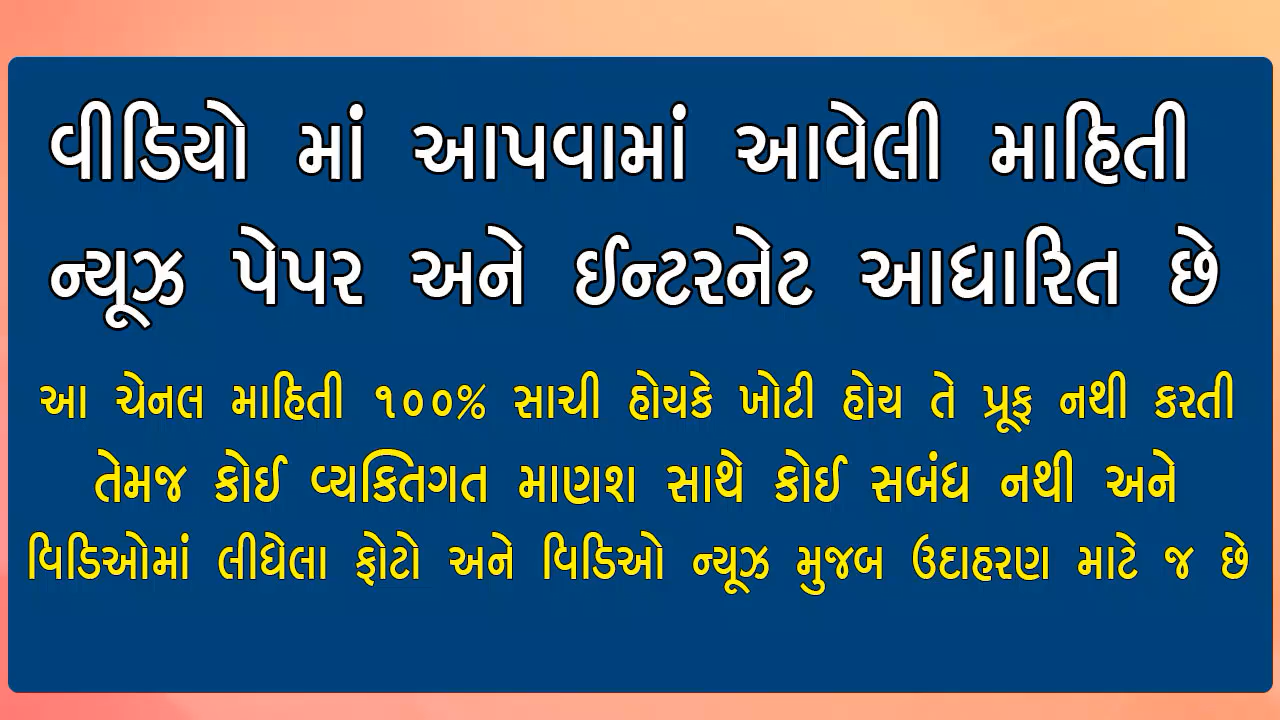 વીડિયો માં આપવામાં આવેલી માહિતી
ન્યૂઝ પેપર અને ઈન્ટરનેટ આધારિત છે
આ ચેનલ માહિતી ૧૦૦% સાચી હોયકે ખોટી હોય તે પ્રૂફ નથી કરતી
તેમજ કોઈ વ્યક્તિગત માણશ સાથે કોઈ સબંધ નથી અને
વિડિઓમાં લીધેલા ફોટો અને વિડિઓ ન્યૂઝ મુજબ ઉદાહરણ માટે જ છે